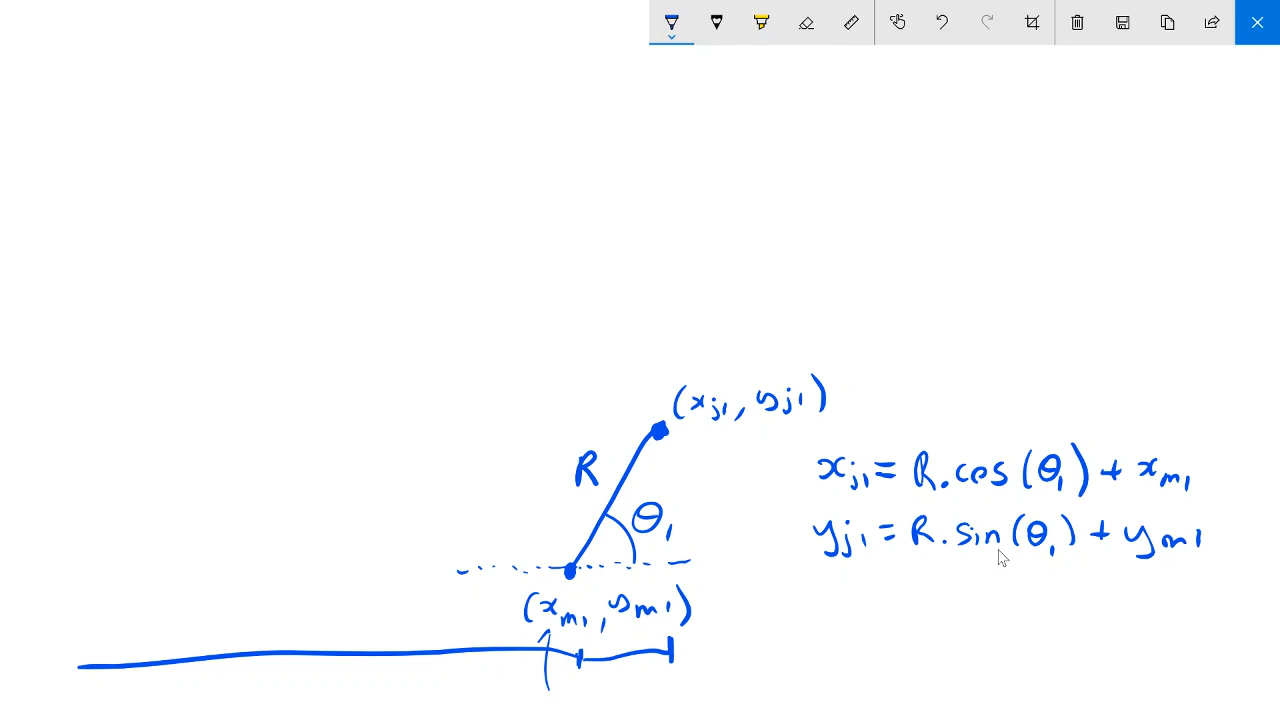 (xⱼ₁, yⱼ₁)
R
θ₁
xⱼ₁ = R.cos(θ₁) + xₘ₁
yⱼ₁ = R.sin(θ₁) + yₘ₁
(xₘ₁, yₘ₁)